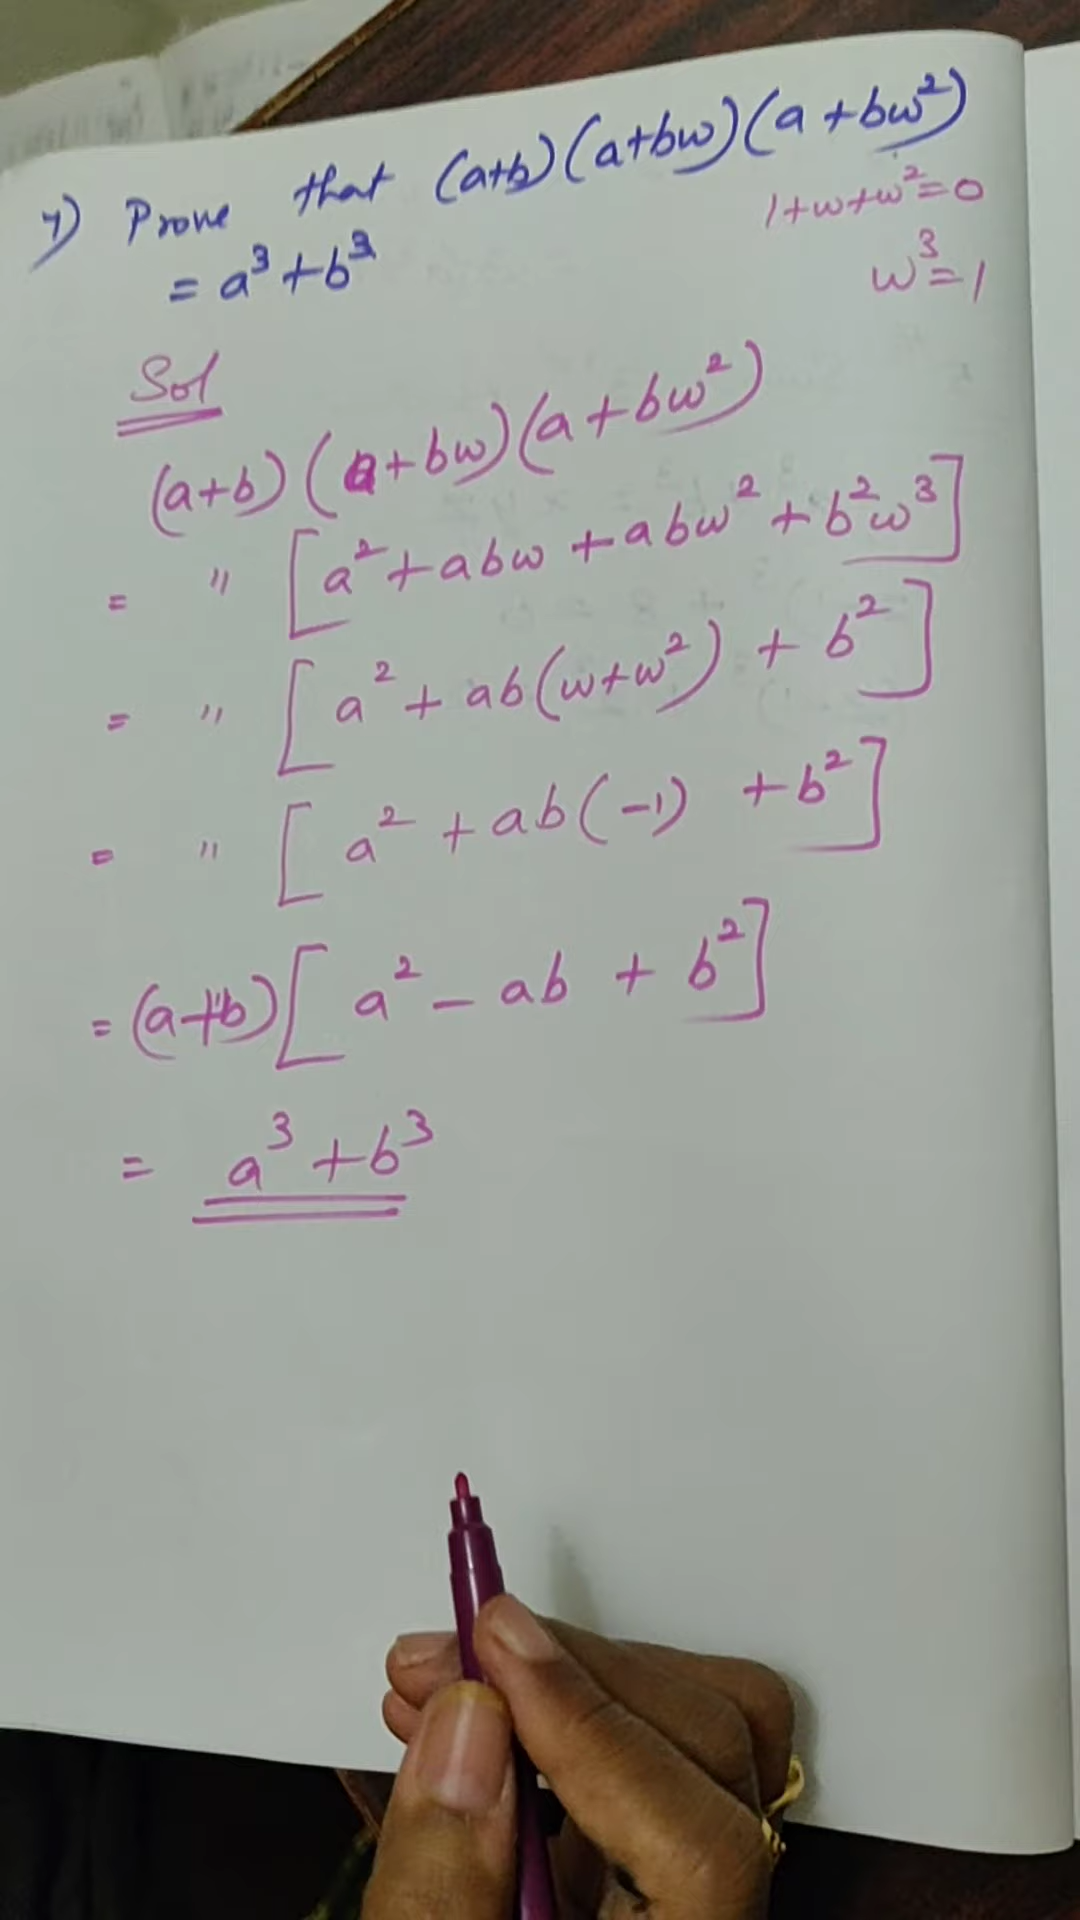 7) Prove that (a+b)(a+bω)(a+bω²)
= a³+b³
1+ω+ω²=0
ω³=1
Sol
(a+b)(a+bω)(a+bω²)
= " [a²+abω+abω²+b²ω³]
= " [a²+ab(ω+ω²)+b²]
= " [a²+ab(-1)+b²]
=(a+b)[a²-ab+b²]
= a³+b³